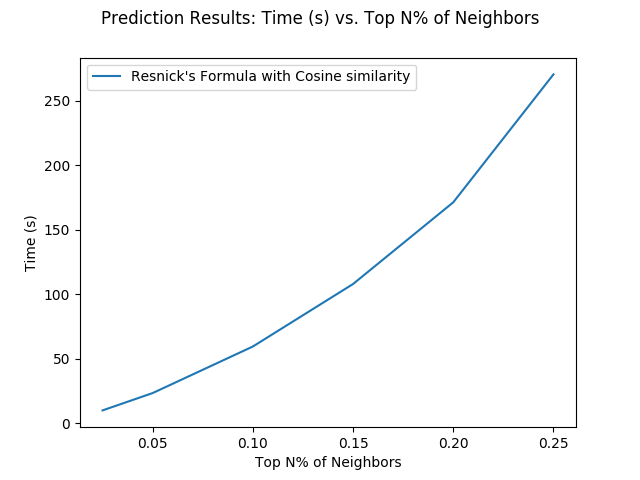 Prediction Results: Time (s) vs. Top N% of Neighbors
Resnick's Formula with Cosine similarity
250
200
150
100
50
0
Time (s)
0.05 0.10 0.15 0.20 0.25
Top N% of Neighbors